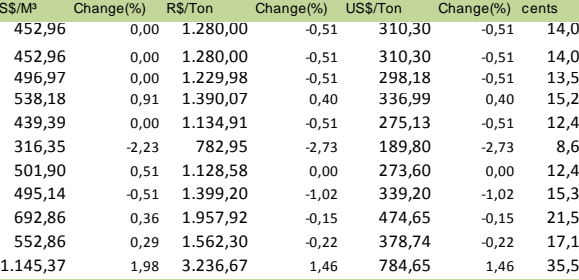 S$/M³ Change(%) R$/Ton Change(%) US$/Ton Change(%) cents
452,96 0,00 1.280,00 -0,51 310,30 -0,51 14,0
452,96 0,00 1.280,00 -0,51 310,30 -0,51 14,0
496,97 0,00 1.229,98 -0,51 298,18 -0,51 13,5
538,18 0,91 1.390,07 0,40 336,99 0,40 15,2
439,39 0,00 1.134,91 -0,51 275,13 -0,51 12,4
316,35 -2,23 782,95 -2,73 189,80 -2,73 8,6
501,90 0,51 1.128,58 0,00 273,60 0,00 12,4
495,14 -0,51 1.399,20 -1,02 339,20 -1,02 15,3
692,86 0,36 1.957,92 -0,15 474,65 -0,15 21,5
552,86 0,29 1.562,30 -0,22 378,74 -0,22 17,1
1.145,37 1,98 3.236,67 1,46 784,65 1,46 35,5